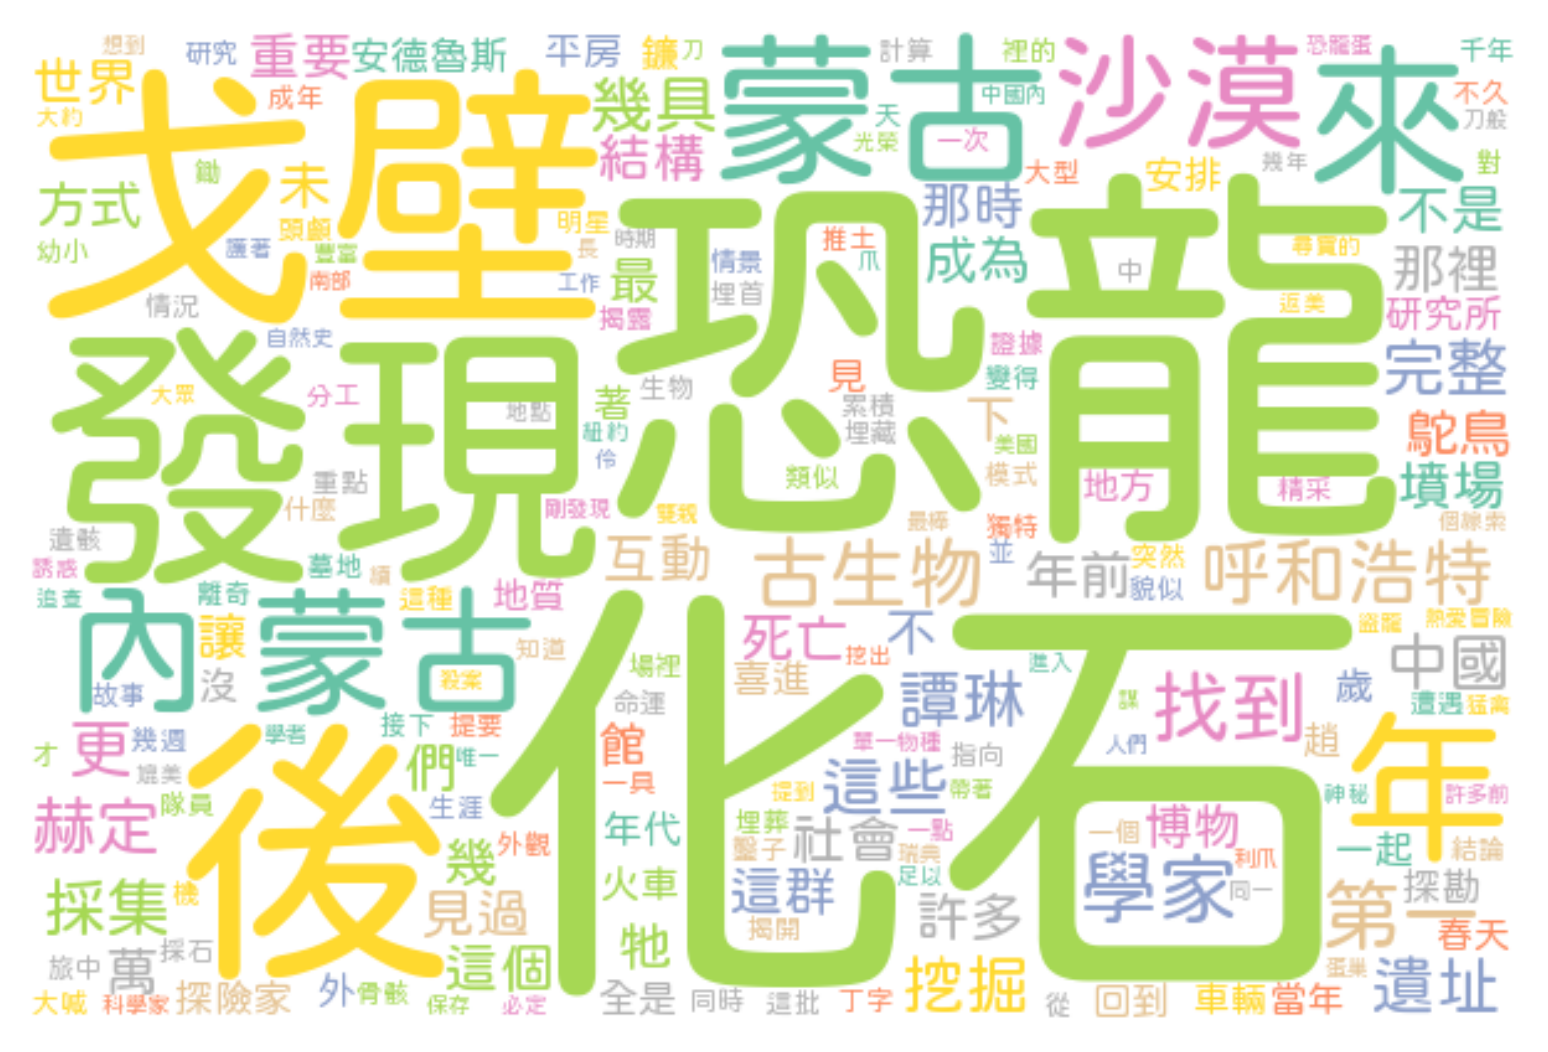 想到 研究 重要 安德魯斯 平房 鐮 刀 蒙古 計算 裡的 沙漠 恐龍蛋 來 千年
世界 成年 幾具 中國內 不久
大約 戈壁 天 刀般
結構 光榮 一次 幾年 對
鋤 未 大型 安排
方式 頭顱 明星 那時 不是
幼小 護著 豐富 長 時期 恐龍 推土 尋寶的
南部 工作 最 情景 爪 成為 中 那裡
情況 埋首 返美
揭露 研究所
發現 自然史 證據 完整
大眾 分工 生物 見 變得
地點 著 累積 下 鴕鳥
紐約 埋藏 美國
重點 伶 類似 模式 地方 精采 墳場
什麼 剛發現 雙親 最棒 獨特 個線索
遺骸 互動 古生物 並 年前 突然 呼和浩特
誘惑 墓地 續 貌似
追查 離奇 這種 地質
內蒙古 讓 化石 死亡 不 盜龍 熱愛冒險
知道 場裡 挖出 進入 中國
故事 沒 殺案 命運 喜進 譚琳 謀 找到 歲 遭遇 猛禽
更 幾週 學者 接下 提要 館 單一物種 人們 趙 年
才 後 們 唯一 一具 這些 指向
隊員 生涯 提到 帶著 神秘 許多前
赫定 幾 外觀 年代 埋葬 社會 一點 一個 博物 一起 結論
鑿子 瑞典 利爪
採集 機 見過 火車 這群 足以 學家 同一 第一 探勘
揭開 許多 春天
旅中 萬 採石 這個 牠 蛋巢
大喊 科學家 探險家 外 骨骸 全是 挖掘 回到 車輛 當年 遺址
保存 必定 同時 這批 丁字 從